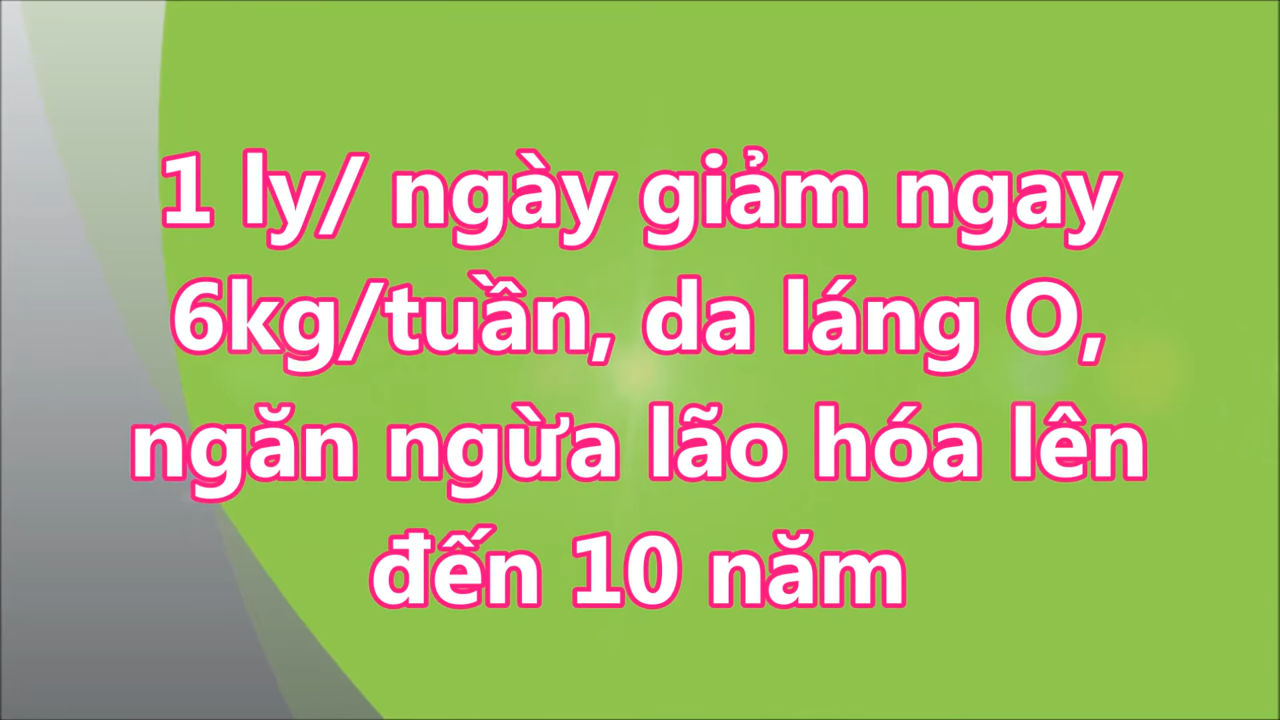 1 ly/ ngày giảm ngay
6kg/tuần, da láng O,
ngăn ngừa lão hóa lên
đến 10 năm